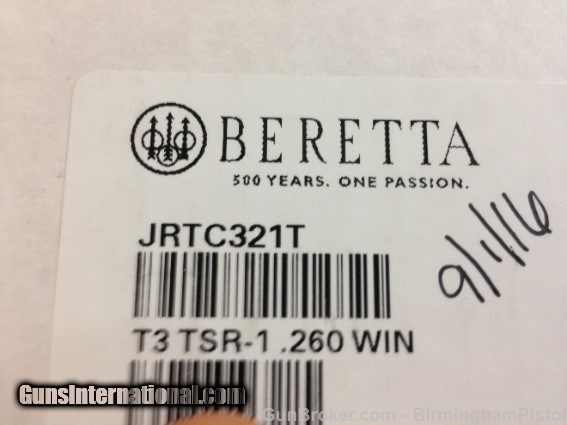 BERETTA
500 YEARS. ONE PASSION.
JRTC321T
9/1/16
T3 TSR-1 .260 WIN
GunsInternational.com
GunBroker.com - BirminghamPistol